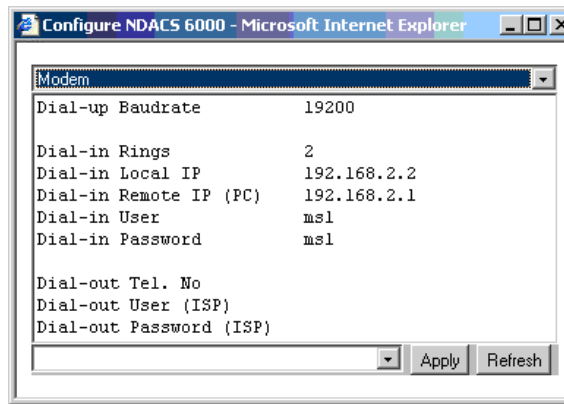 Configure NDACS 6000 - Microsoft Internet Explorer
Modem
Dial-up Baudrate 19200
Dial-in Rings 2
Dial-in Local IP 192.168.2.2
Dial-in Remote IP (PC) 192.168.2.1
Dial-in User msl
Dial-in Password msl
Dial-out Tel. No
Dial-out User (ISP)
Dial-out Password (ISP)
Apply Refresh